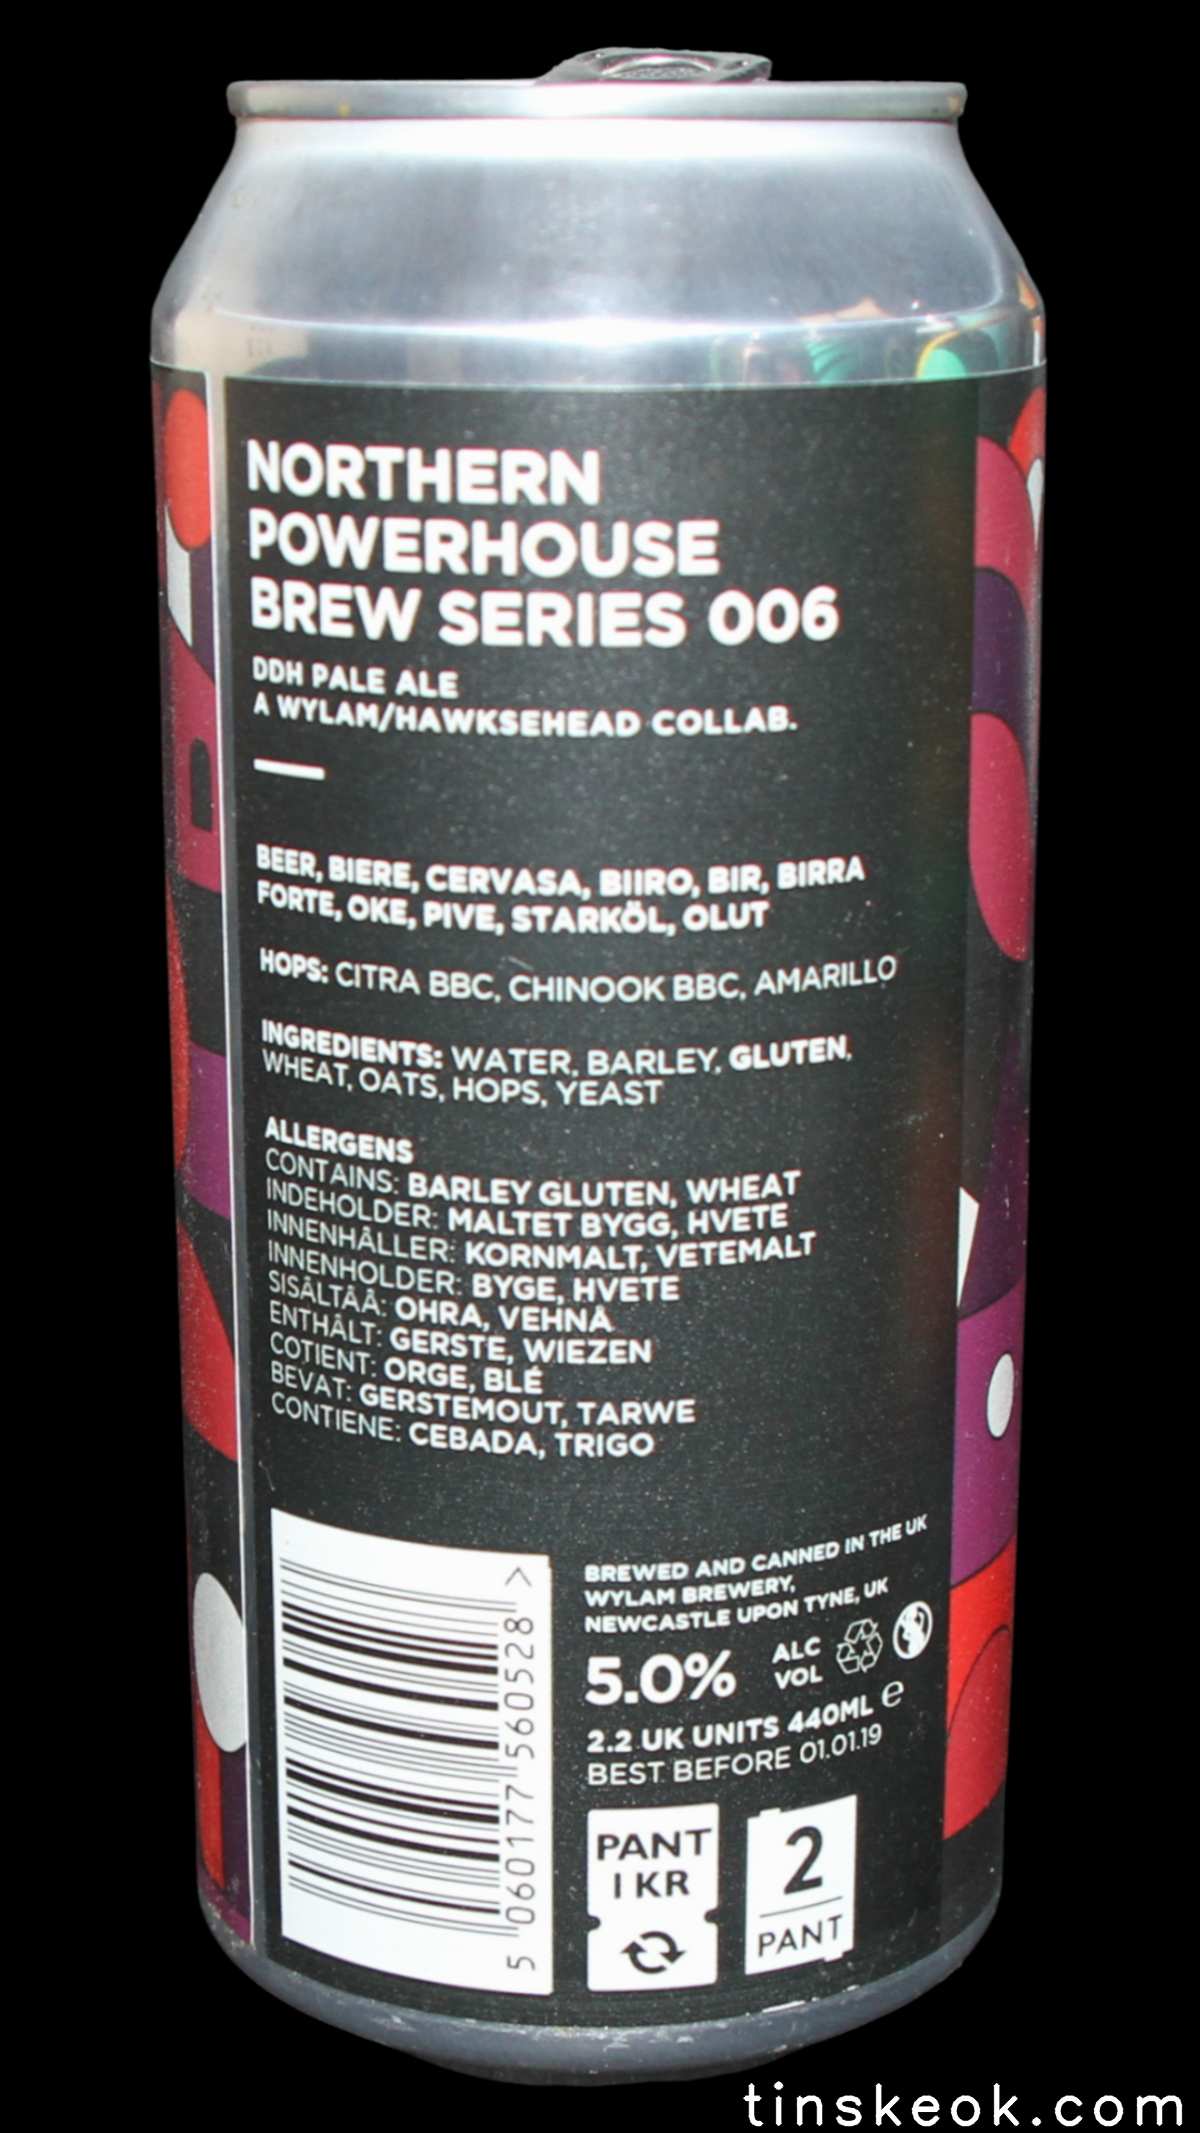 NORTHERN
POWERHOUSE
BREW SERIES 006
DDH PALE ALE
A WYLAM/HAWKSEHEAD COLLAB.
BEER, BIERE, CERVASA, BIIRO, BIR, BIRRA
FORTE, OKE, PIVE, STARKÖL, OLUT
HOPS: CITRA BBC, CHINOOK BBC, AMARILLO
INGREDIENTS: WATER, BARLEY, GLUTEN,
WHEAT, OATS, HOPS, YEAST
ALLERGENS
CONTAINS: BARLEY GLUTEN, WHEAT
INDEHOLDER: MALTET BYGG, HVETE
INNENHÅLLER: KORNMALT, VETEMALT
INNENHOLDER: BYGE, HVETE
SISÅLTÅÅ: OHRA, VEHNÅ
ENTHÅLT: GERSTE, WIEZEN
COTIENT: ORGE, BLÉ
BEVAT: GERSTEMOUT, TARWE
CONTIENE: CEBADA, TRIGO
5 060177 560528 >
BREWED AND CANNED IN THE UK
WYLAM BREWERY,
NEWCASTLE UPON TYNE, UK
5.0% ALC VOL
2.2 UK UNITS 440ML e
BEST BEFORE 01.01.19
PANT
1 KR
2
PANT
tinskeok.com